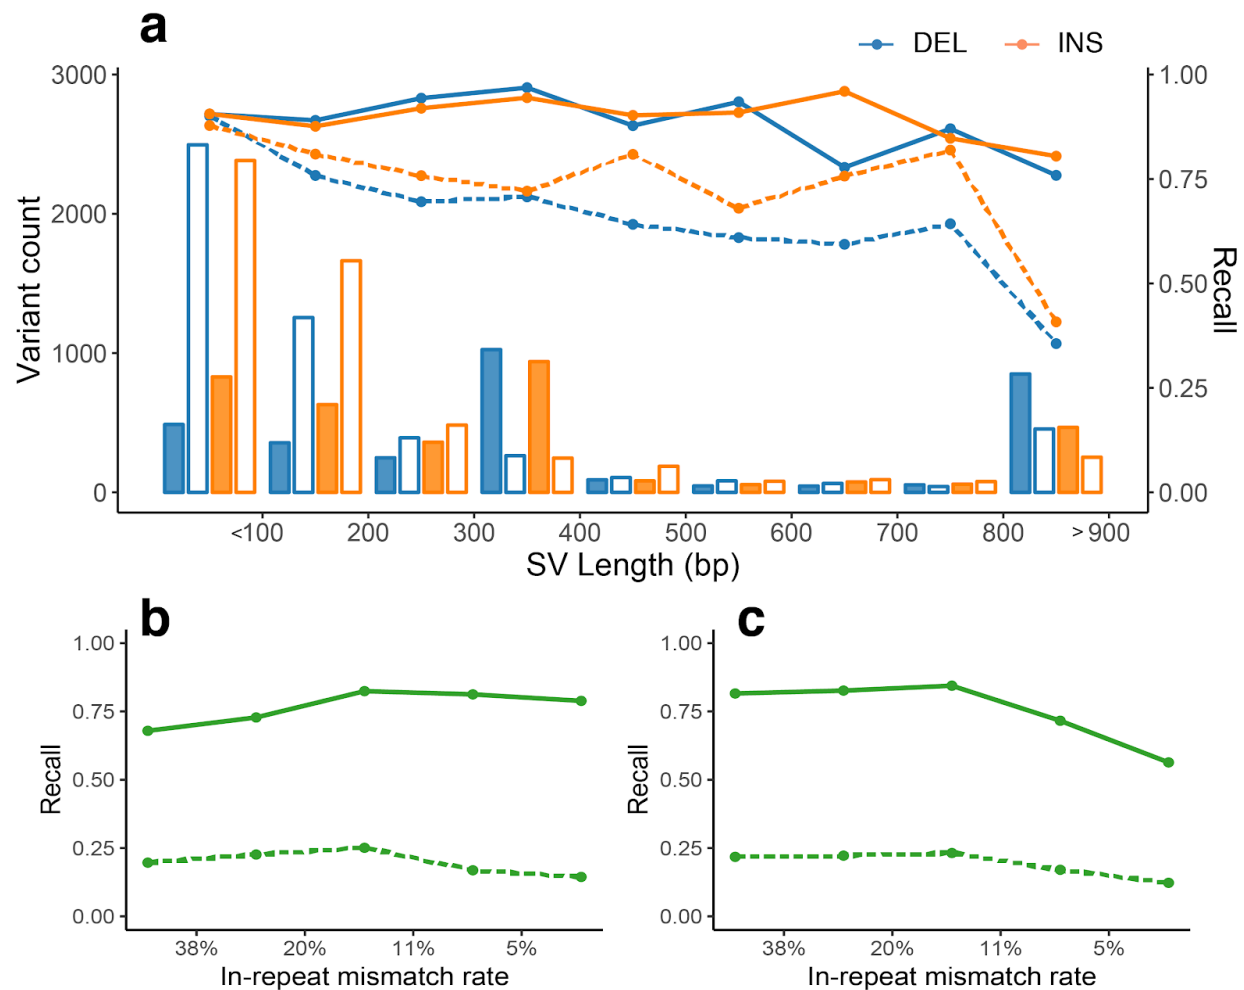 a
DEL INS
3000
2000
1000
0
Variant count
1.00
0.75
0.50
0.25
0.00
Recall
<100 200 300 400 500 600 700 800 > 900
SV Length (bp)
b
1.00
0.75
0.50
0.25
0.00
Recall
38% 20% 11% 5%
In-repeat mismatch rate
c
1.00
0.75
0.50
0.25
0.00
Recall
38% 20% 11% 5%
In-repeat mismatch rate